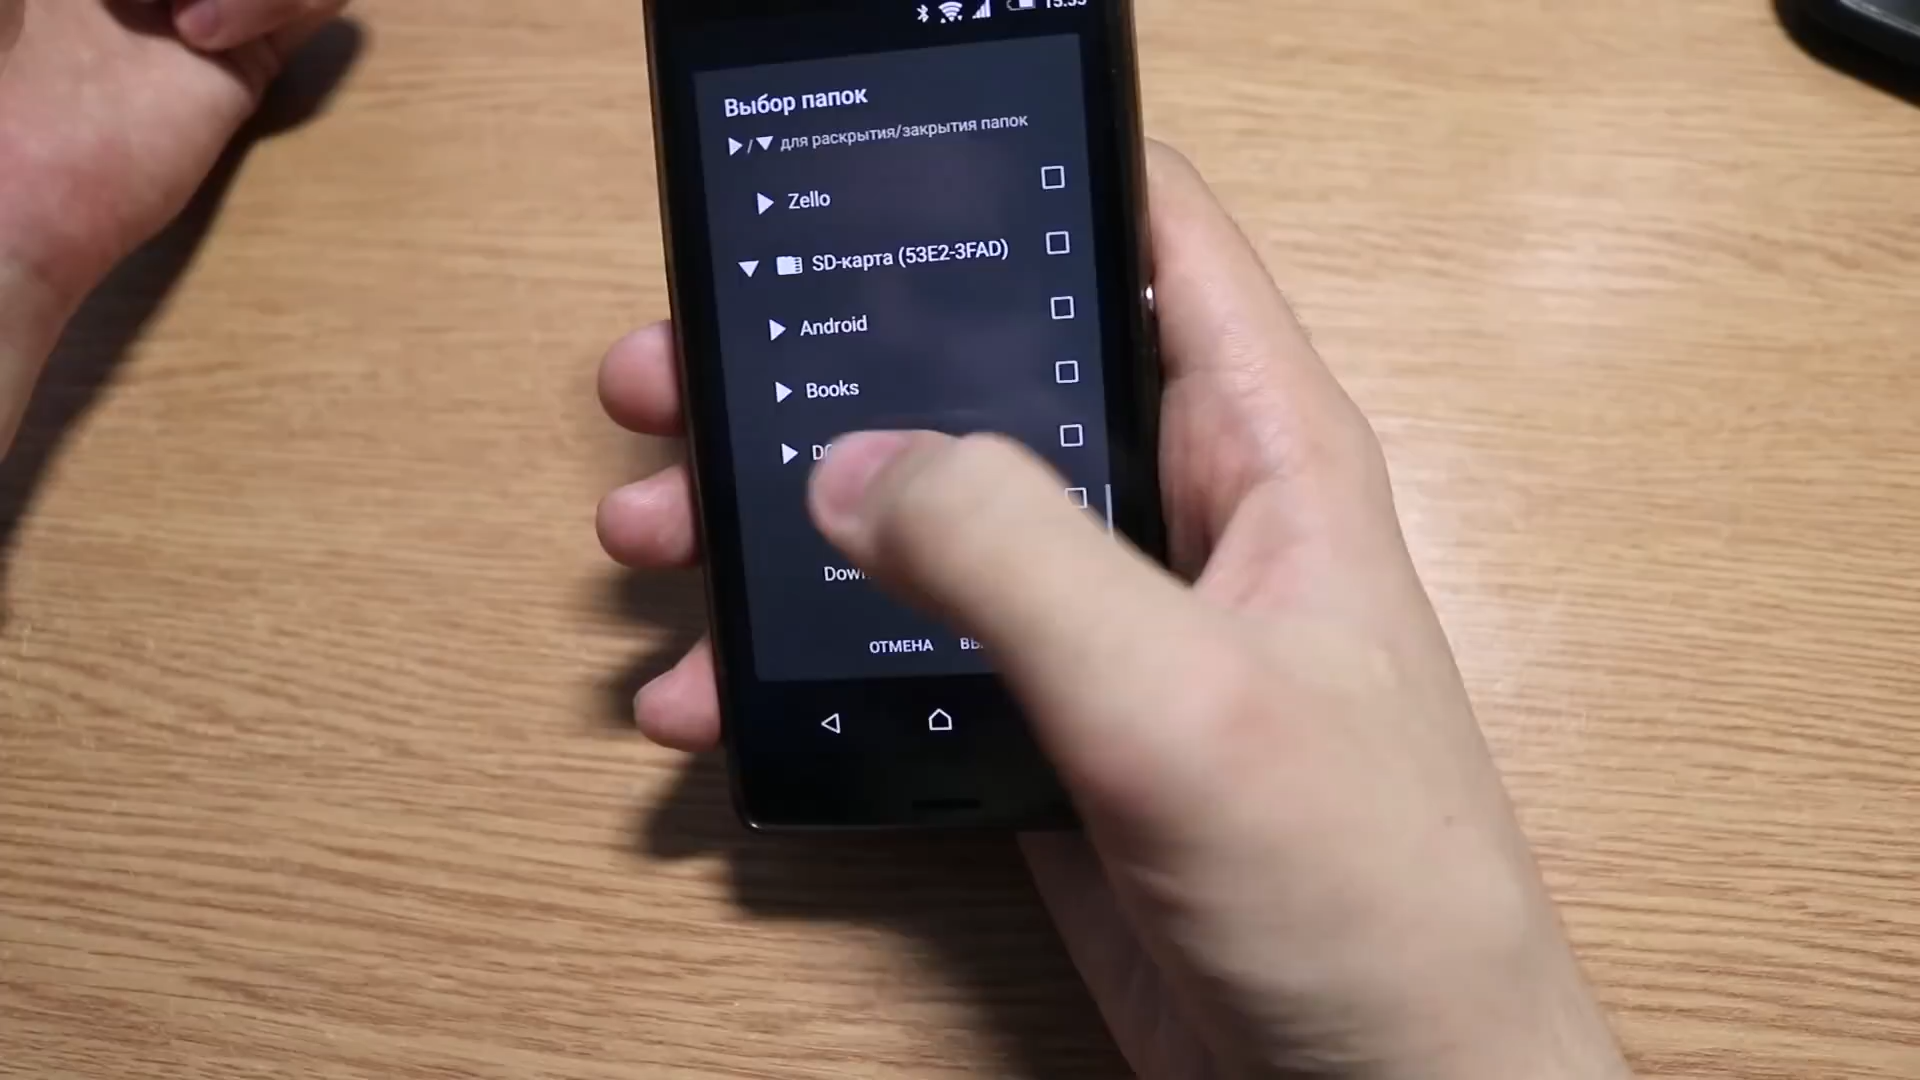 Выбор папок
для раскрытия/закрытия папок
Zello
SD-карта (53E2-3FAD)
Android
Books
ОТМЕНА